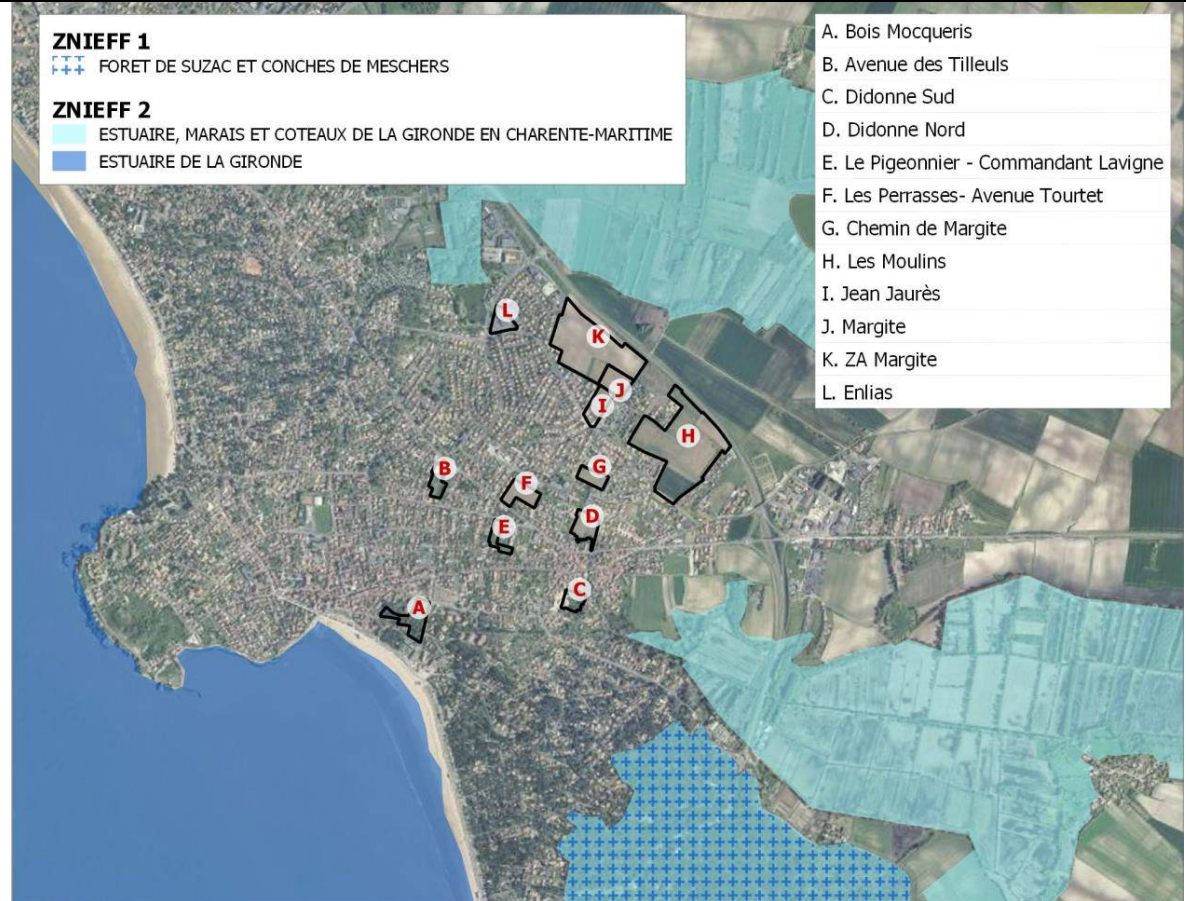 ZNIEFF 1
FORET DE SUZAC ET CONCHES DE MESCHERS
ZNIEFF 2
ESTUAIRE, MARAIS ET COTEAUX DE LA GIRONDE EN CHARENTE-MARITIME
ESTUAIRE DE LA GIRONDE
A. Bois Mocqueris
B. Avenue des Tilleuls
C. Didonne Sud
D. Didonne Nord
E. Le Pigeonnier - Commandant Lavigne
F. Les Perrasses- Avenue Tourtet
G. Chemin de Margite
H. Les Moulins
I. Jean Jaurès
J. Margite
K. ZA Margite
L. Enlias
L
K
J
I
H
B
G
F
D
E
C
A